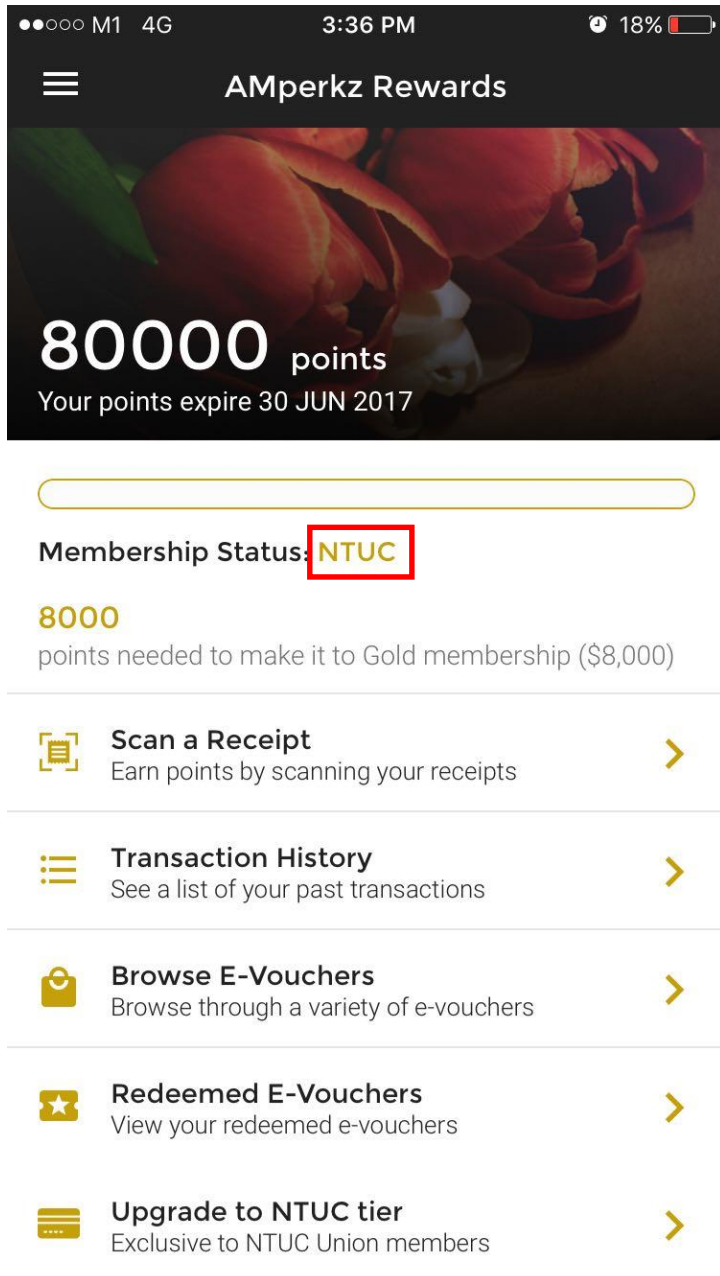 M1 4G 3:36 PM 18%
AMperkz Rewards
80000 points
Your points expire 30 JUN 2017
Membership Status: NTUC
8000
points needed to make it to Gold membership ($8,000)
Scan a Receipt
Earn points by scanning your receipts
Transaction History
See a list of your past transactions
Browse E-Vouchers
Browse through a variety of e-vouchers
Redeemed E-Vouchers
View your redeemed e-vouchers
Upgrade to NTUC tier
Exclusive to NTUC Union members